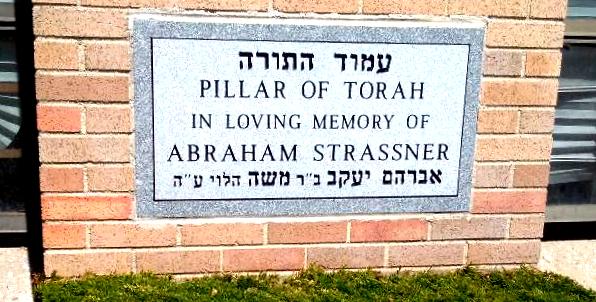 עמוד התורה
PILLAR OF TORAH
IN LOVING MEMORY OF
ABRAHAM STRASSNER
אברהם יעקב ב״ר משה הלוי ע״ה